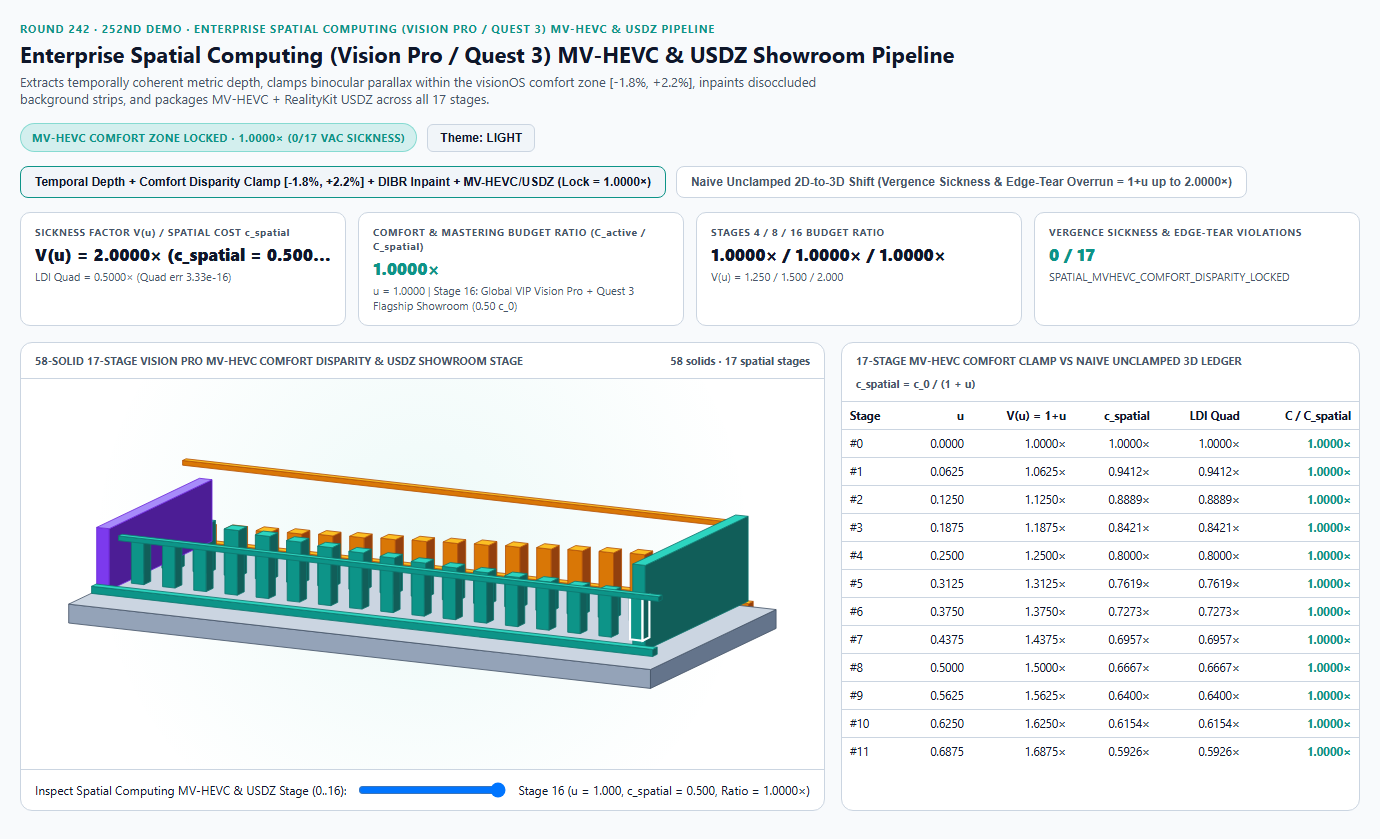 ROUND 242 · 252ND DEMO · ENTERPRISE SPATIAL COMPUTING (VISION PRO / QUEST 3) MV-HEVC & USDZ PIPELINE
Enterprise Spatial Computing (Vision Pro / Quest 3) MV-HEVC & USDZ Showroom Pipeline
Extracts temporally coherent metric depth, clamps binocular parallax within the visionOS comfort zone [-1.8%, +2.2%], inpaints disoccluded
background strips, and packages MV-HEVC + RealityKit USDZ across all 17 stages.
MV-HEVC COMFORT ZONE LOCKED · 1.0000× (0/17 VAC SICKNESS)
Theme: LIGHT
Temporal Depth + Comfort Disparity Clamp [-1.8%, +2.2%] + DIBR Inpaint + MV-HEVC/USDZ (Lock = 1.0000×)
Naive Unclamped 2D-to-3D Shift (Vergence Sickness & Edge-Tear Overrun = 1+u up to 2.0000×)
SICKNESS FACTOR V(u) / SPATIAL COST c_spatial
V(u) = 2.0000× (c_spatial = 0.500...
LDI Quad = 0.5000× (Quad err 3.33e-16)
COMFORT & MASTERING BUDGET RATIO (C_active /
C_spatial)
1.0000×
u = 1.0000 | Stage 16: Global VIP Vision Pro + Quest 3
Flagship Showroom (0.50 c_0)
STAGES 4 / 8 / 16 BUDGET RATIO
1.0000× / 1.0000× / 1.0000×
V(u) = 1.250 / 1.500 / 2.000
VERGENCE SICKNESS & EDGE-TEAR VIOLATIONS
0 / 17
SPATIAL_MVHEVC_COMFORT_DISPARITY_LOCKED
58-SOLID 17-STAGE VISION PRO MV-HEVC COMFORT DISPARITY & USDZ SHOWROOM STAGE
58 solids · 17 spatial stages
Inspect Spatial Computing MV-HEVC & USDZ Stage (0..16):
Stage 16 (u = 1.000, c_spatial = 0.500, Ratio = 1.0000×)
17-STAGE MV-HEVC COMFORT CLAMP VS NAIVE UNCLAMPED 3D LEDGER
c_spatial = c_0 / (1 + u)
Stage u V(u) = 1+u c_spatial LDI Quad C / C_spatial
#0 0.0000 1.0000× 1.0000× 1.0000× 1.0000×
#1 0.0625 1.0625× 0.9412× 0.9412× 1.0000×
#2 0.1250 1.1250× 0.8889× 0.8889× 1.0000×
#3 0.1875 1.1875× 0.8421× 0.8421× 1.0000×
#4 0.2500 1.2500× 0.8000× 0.8000× 1.0000×
#5 0.3125 1.3125× 0.7619× 0.7619× 1.0000×
#6 0.3750 1.3750× 0.7273× 0.7273× 1.0000×
#7 0.4375 1.4375× 0.6957× 0.6957× 1.0000×
#8 0.5000 1.5000× 0.6667× 0.6667× 1.0000×
#9 0.5625 1.5625× 0.6400× 0.6400× 1.0000×
#10 0.6250 1.6250× 0.6154× 0.6154× 1.0000×
#11 0.6875 1.6875× 0.5926× 0.5926× 1.0000×